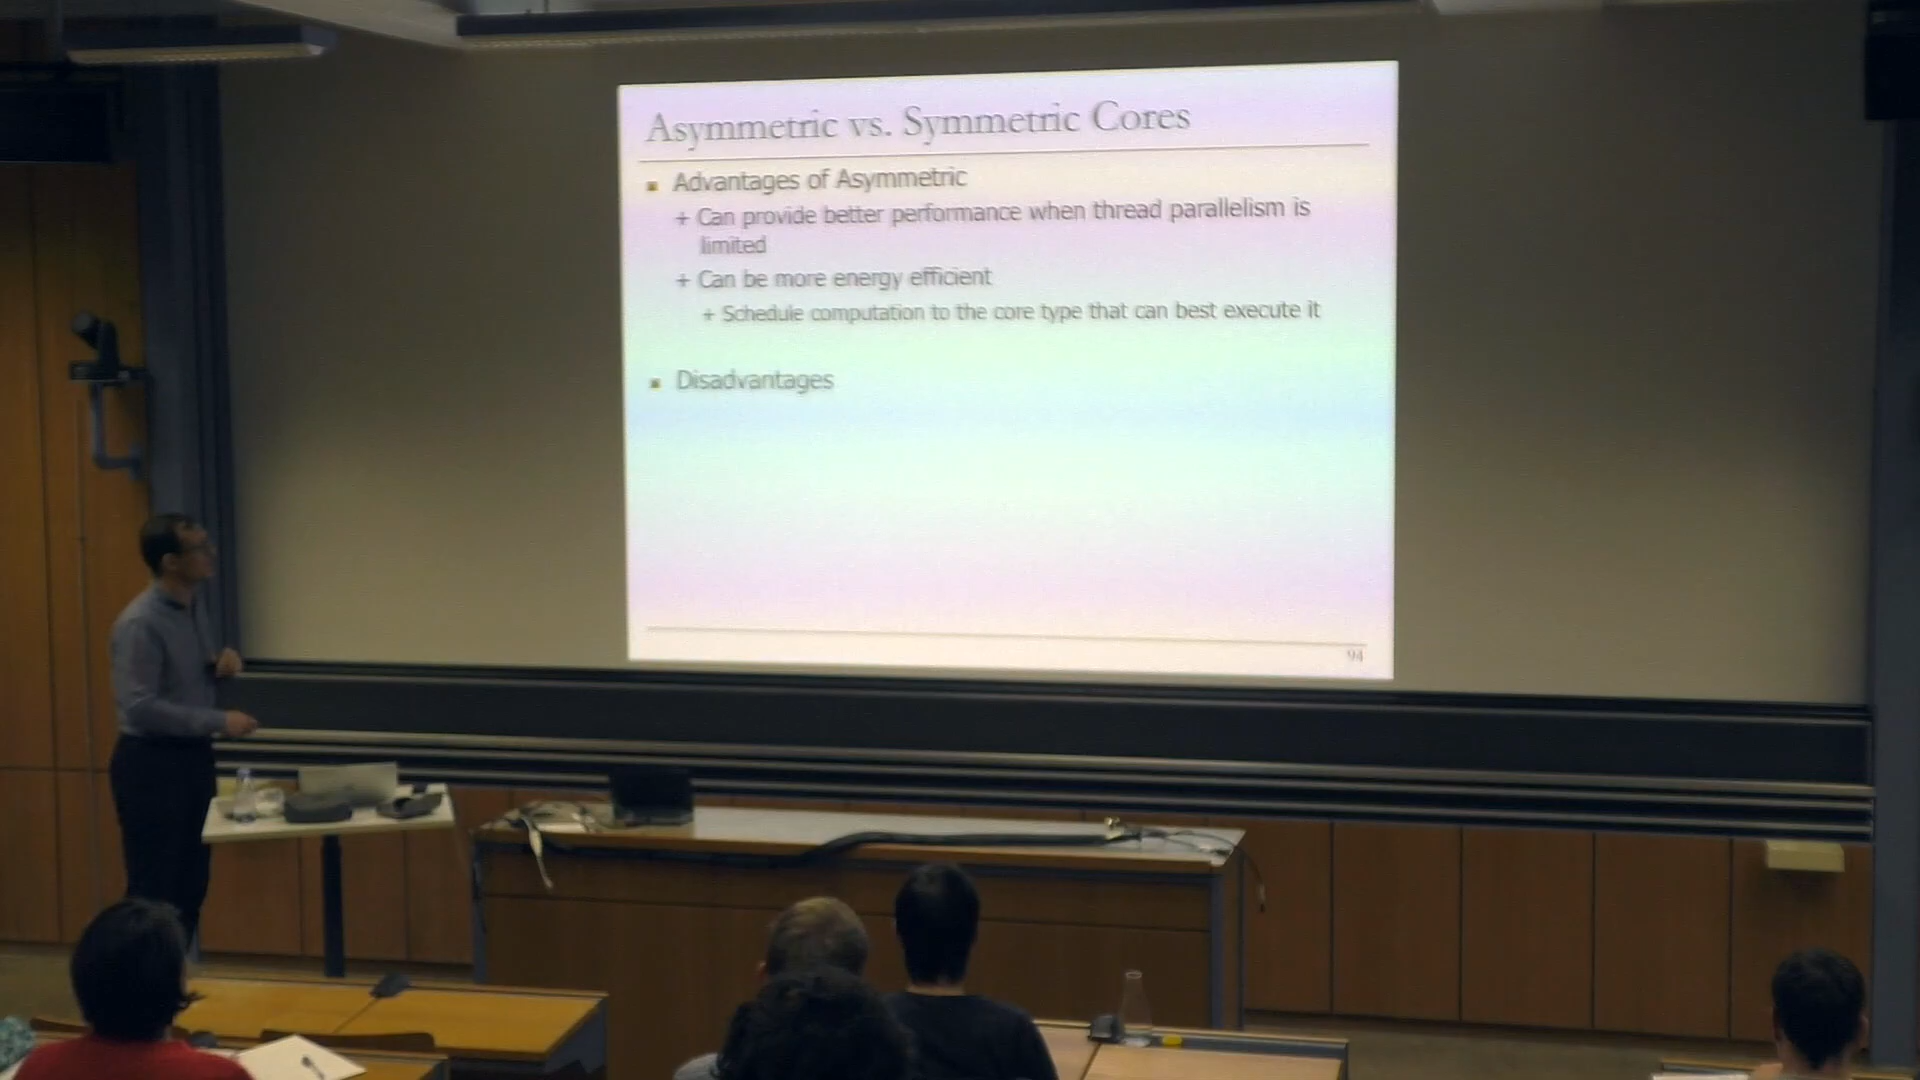 Asymmetric vs. Symmetric Cores
Advantages of Asymmetric
+ Can provide better performance when thread parallelism is
limited
+ Can be more energy efficient
+ Schedule computation to the core type that can best execute it
Disadvantages
94